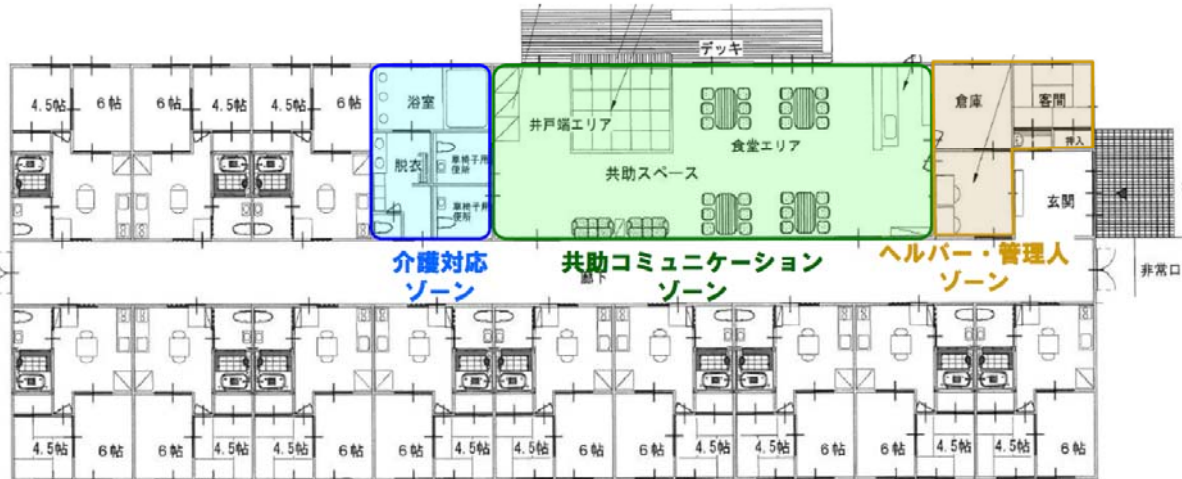 デッキ
4.5帖
6帖
6帖
4.5帖
4.5帖
6帖
浴室
脱衣
車椅子用
便所
車椅子用
便所
井戸端エリア
食堂エリア
共助スペース
倉庫
客間
押入
玄関
非常口
介護対応
ゾーン
共助コミュニケーション
ゾーン
ヘルパー・管理人
ゾーン
廊下
4.5帖
6帖
6帖
4.5帖
4.5帖
6帖
6帖
4.5帖
4.5帖
6帖
6帖
4.5帖
4.5帖
6帖
6帖
4.5帖
4.5帖
6帖